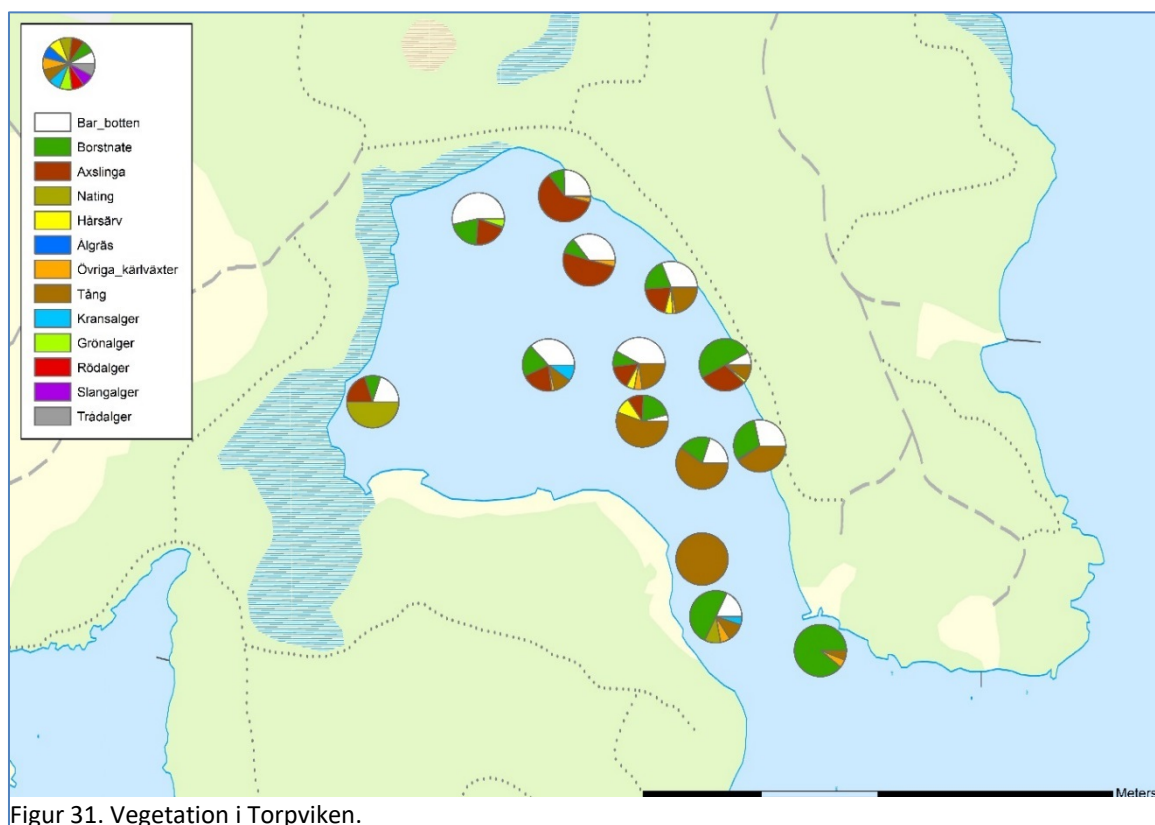 Bar_botten
Borstnate
Axslinga
Nating
Hårsärv
Ålgräs
Övriga_kärlväxter
Tång
Kransalger
Grönalger
Rödalger
Slangalger
Trådalger
Meters
Figur 31. Vegetation i Torpviken.